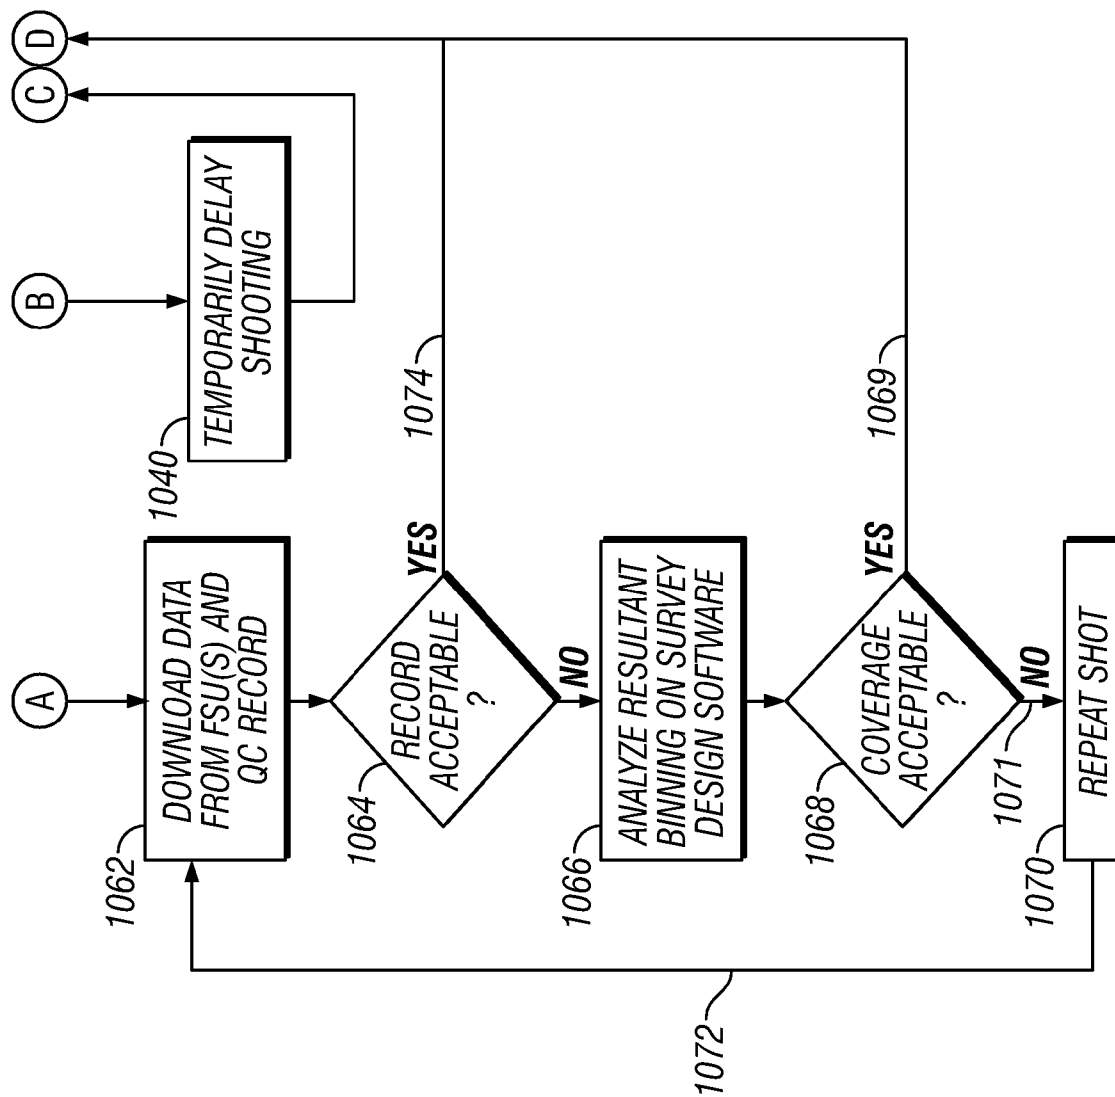 A
1062
DOWNLOAD DATA
FROM FSU(S) AND
QC RECORD
1064
RECORD
ACCEPTABLE
?
YES
1074
NO
1066
ANALYZE RESULTANT
BINNING ON SURVEY
DESIGN SOFTWARE
1068
COVERAGE
ACCEPTABLE
?
YES
1069
NO
1071
1070
REPEAT SHOT
1072
B
1040
TEMPORARILY DELAY
SHOOTING
C
D